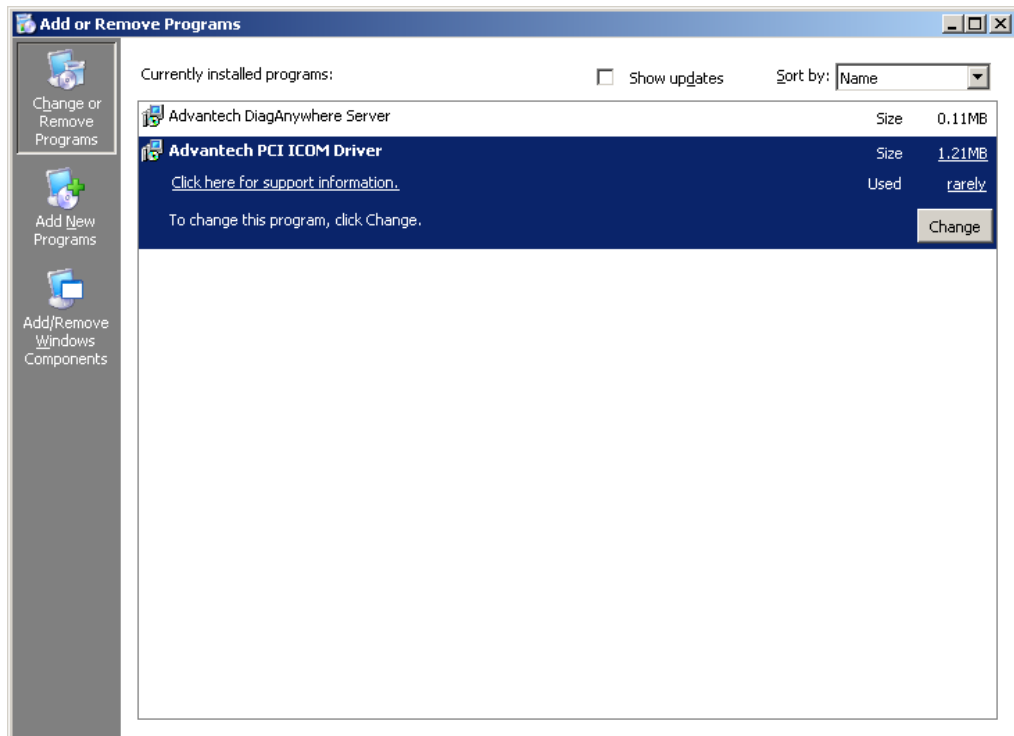 Add or Remove Programs
Change or
Remove
Programs
Add New
Programs
Add/Remove
Windows
Components
Currently installed programs:
Show updates
Sort by: Name
Advantech DiagAnywhere Server Size 0.11MB
Advantech PCI ICOM Driver Size 1.21MB
Click here for support information. Used rarely
To change this program, click Change. Change